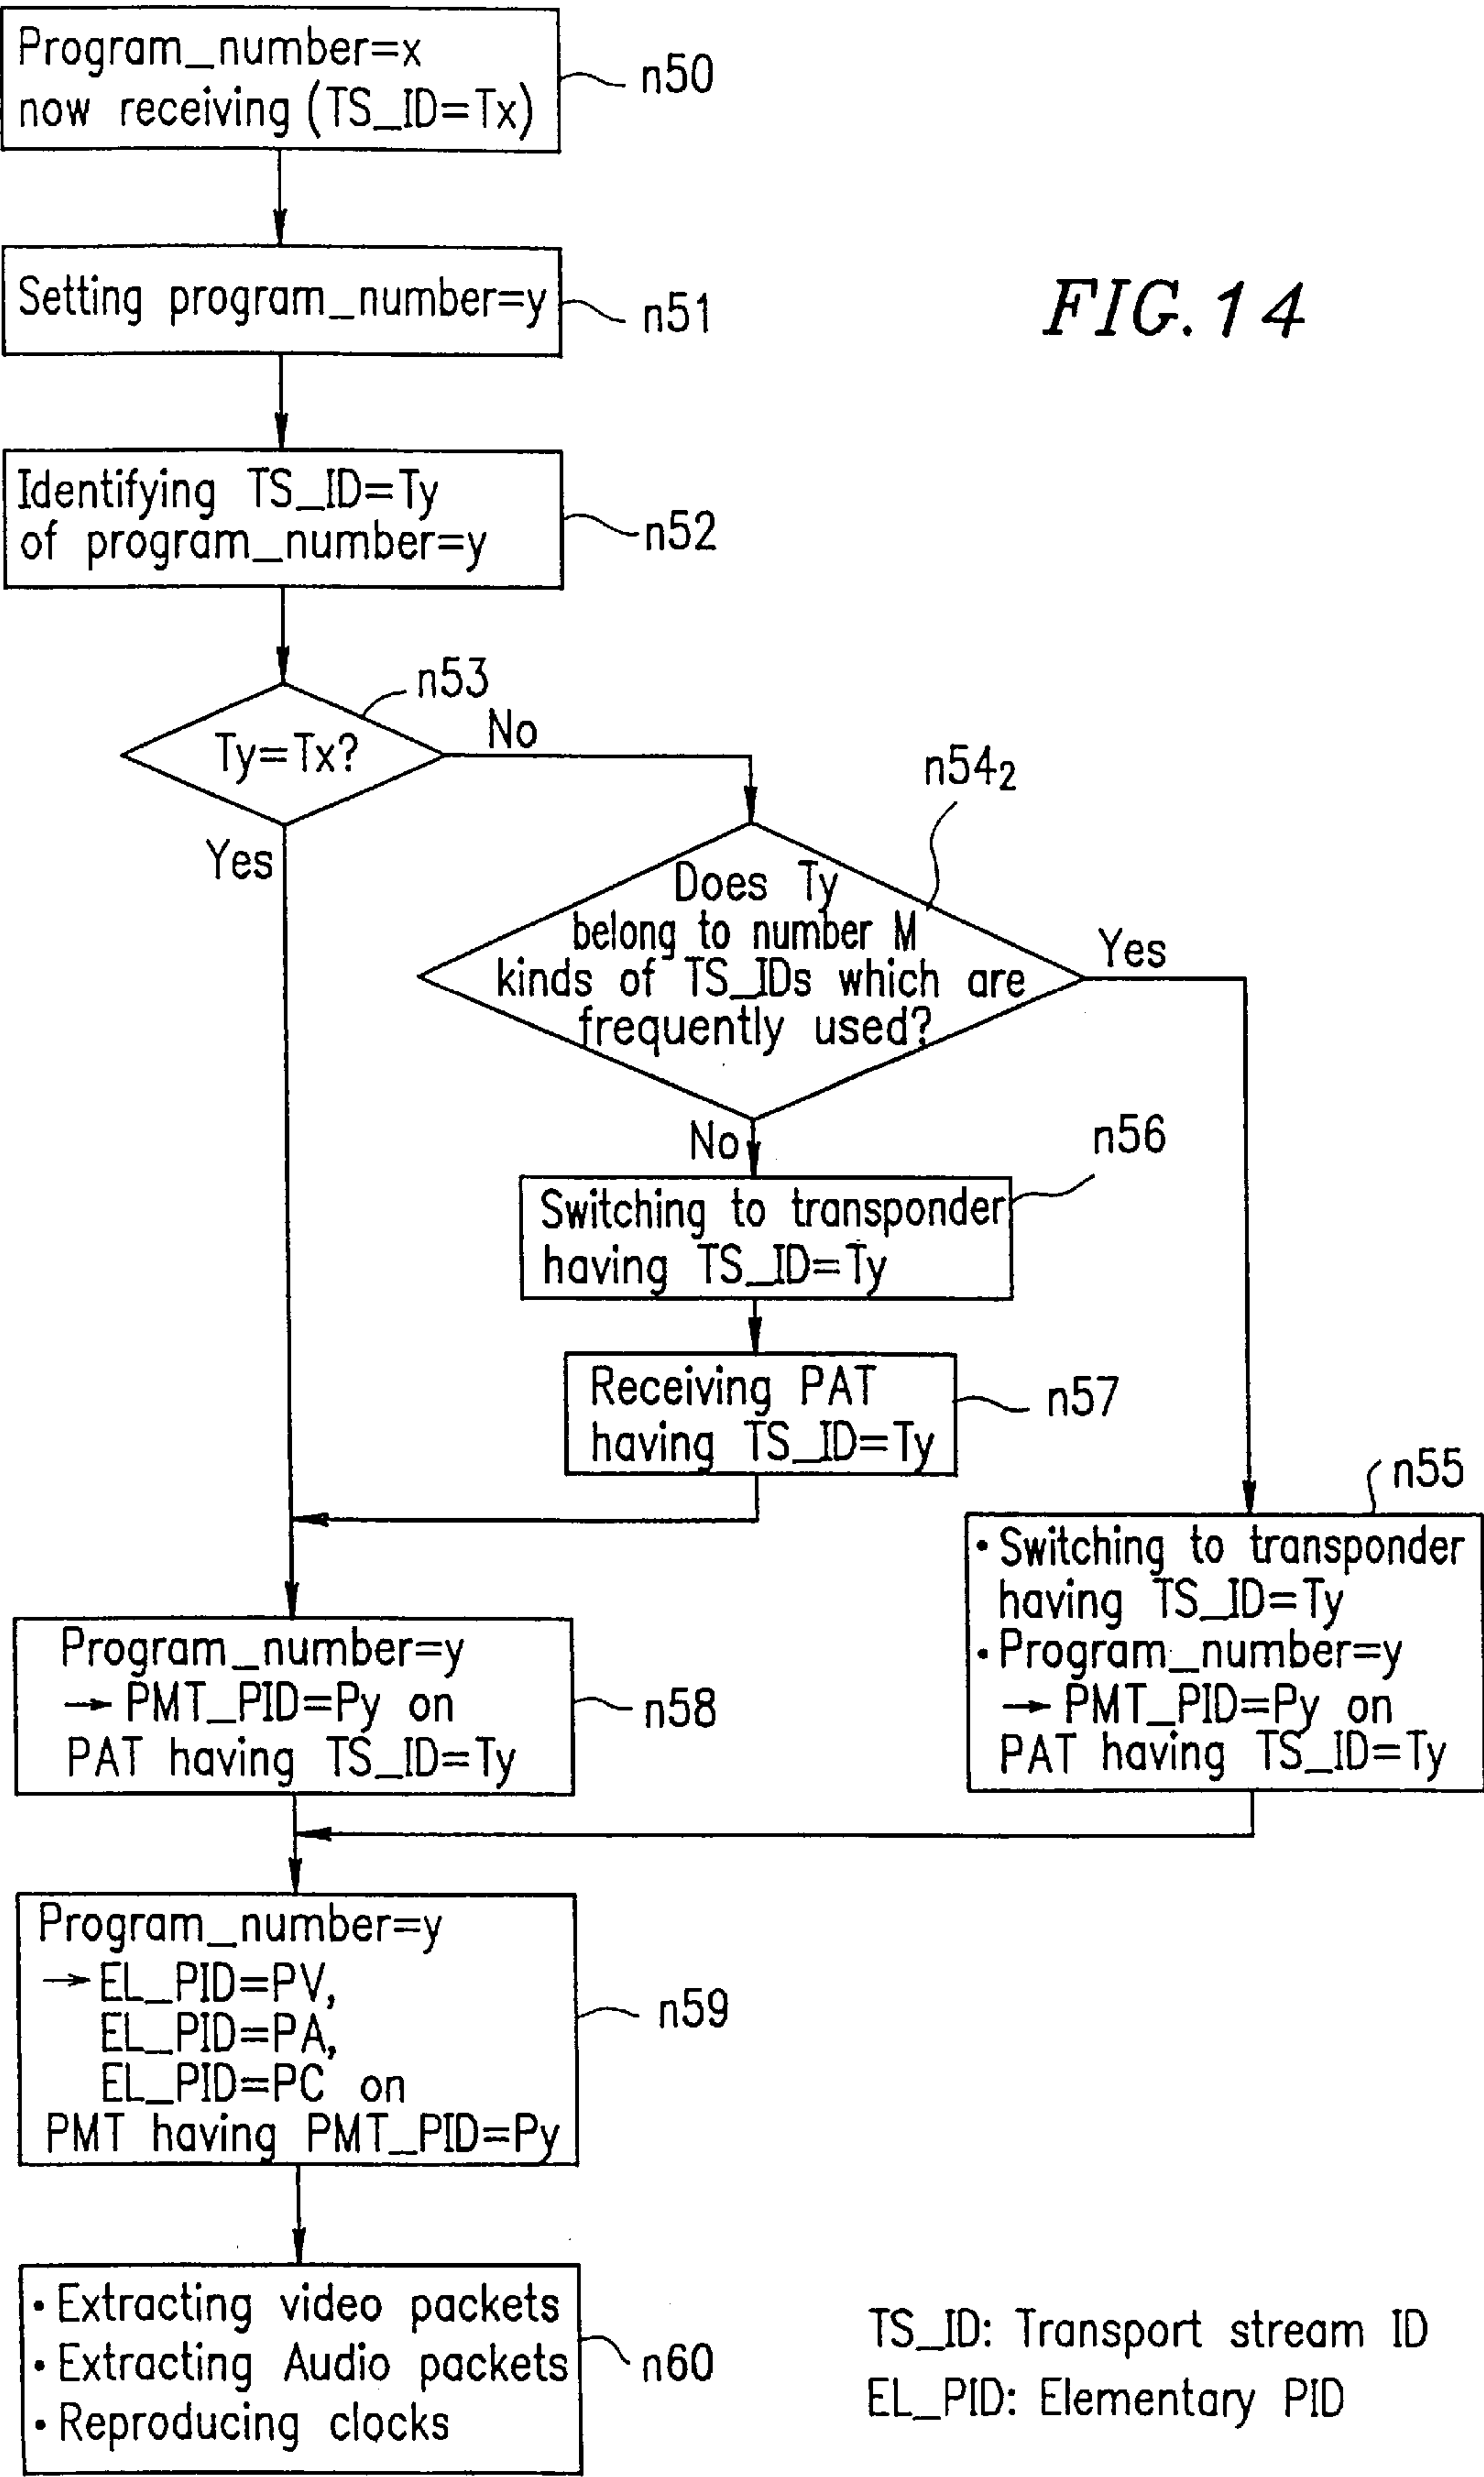 Program_number=x
now receiving (TS_ID=Tx)
n50
Setting program_number=y
n51
FIG. 14
Identifying TS_ID=Ty
of program_number=y
n52
n53
Ty=Tx?
No
Yes
n54₂
Does Ty
belong to number M
kinds of TS_IDs which are
frequently used?
Yes
No
n56
Switching to transponder
having TS_ID=Ty
Receiving PAT
having TS_ID=Ty
n57
n55
• Switching to transponder
having TS_ID=Ty
• Program_number=y
→ PMT_PID=Py on
PAT having TS_ID=Ty
Program_number=y
→ PMT_PID=Py on
PAT having TS_ID=Ty
n58
Program_number=y
→ EL_PID=PV,
EL_PID=PA,
EL_PID=PC on
PMT having PMT_PID=Py
n59
• Extracting video packets
• Extracting Audio packets
• Reproducing clocks
n60
TS_ID: Transport stream ID
EL_PID: Elementary PID